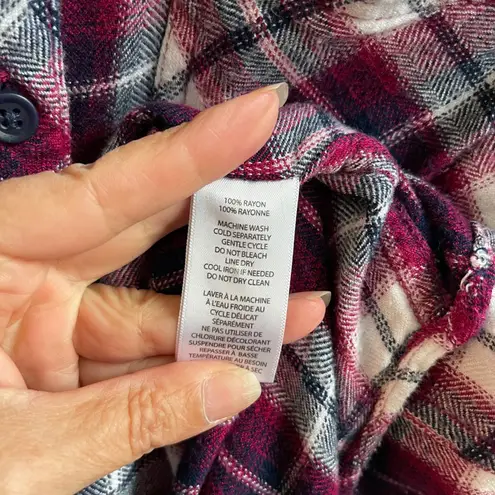 100% RAYON
100% RAYONNE
MACHINE WASH
COLD SEPARATELY
GENTLE CYCLE
DO NOT BLEACH
LINE DRY
COOL IRON IF NEEDED
DO NOT DRY CLEAN
LAVER À LA MACHINE
À L'EAU FROIDE AU
CYCLE DÉLICAT
SÉPARÉMENT
NE PAS UTILISER DE
CHLORURE DÉCOLORANT
SUSPENDRE POUR SÉCHER
REPASSER À BASSE
TEMPÉRATURE AU BESOIN
À SEC